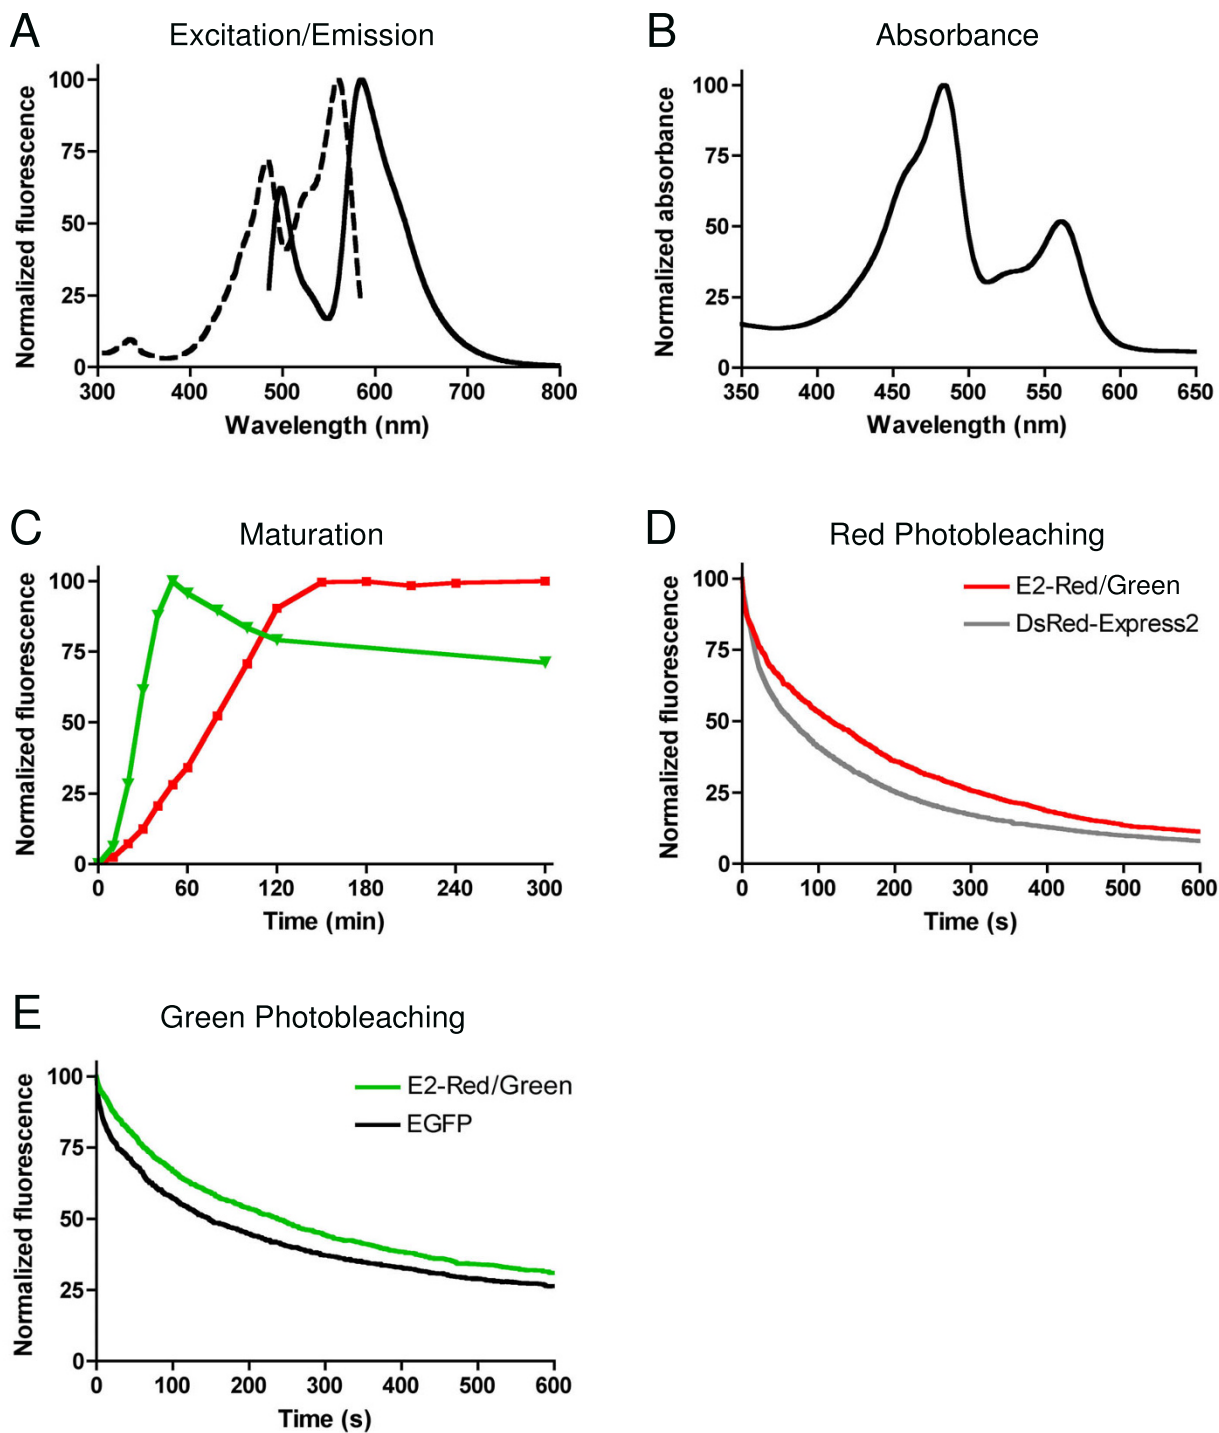 A
Excitation/Emission
Normalized fluorescence
100
75
50
25
0
300 400 500 600 700 800
Wavelength (nm)
B
Absorbance
Normalized absorbance
100
75
50
25
0
350 400 450 500 550 600 650
Wavelength (nm)
C
Maturation
Normalized fluorescence
100
75
50
25
0
0 60 120 180 240 300
Time (min)
D
Red Photobleaching
E2-Red/Green
DsRed-Express2
Normalized fluorescence
100
75
50
25
0
0 100 200 300 400 500 600
Time (s)
E
Green Photobleaching
E2-Red/Green
EGFP
Normalized fluorescence
100
75
50
25
0
0 100 200 300 400 500 600
Time (s)